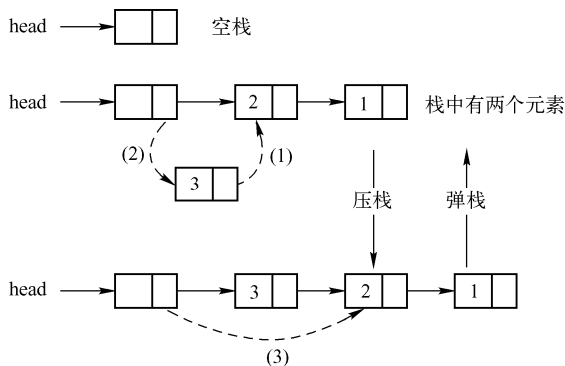 head 空栈
head 2 1 栈中有两个元素
(2) (1)
3
压栈 弹栈
head 3 2 1
(3)